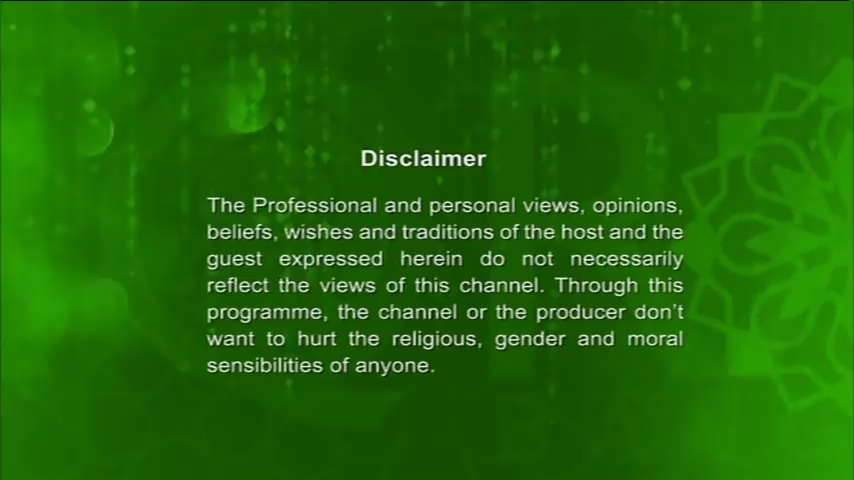 Disclaimer
The Professional and personal views, opinions,
beliefs, wishes and traditions of the host and the
guest expressed herein do not necessarily
reflect the views of this channel. Through this
programme, the channel or the producer don't
want to hurt the religious, gender and moral
sensibilities of anyone.